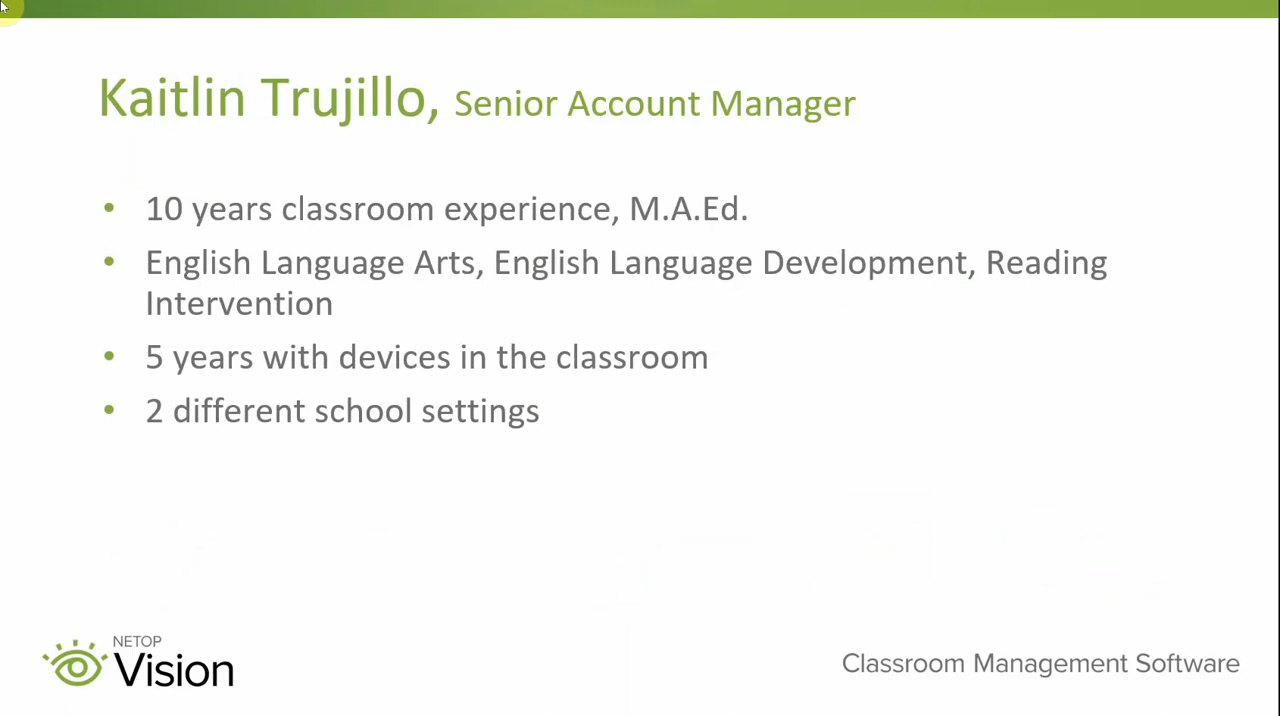 Kaitlin Trujillo, Senior Account Manager
• 10 years classroom experience, M.A.Ed.
• English Language Arts, English Language Development, Reading
Intervention
• 5 years with devices in the classroom
• 2 different school settings
NETOP
Vision
Classroom Management Software